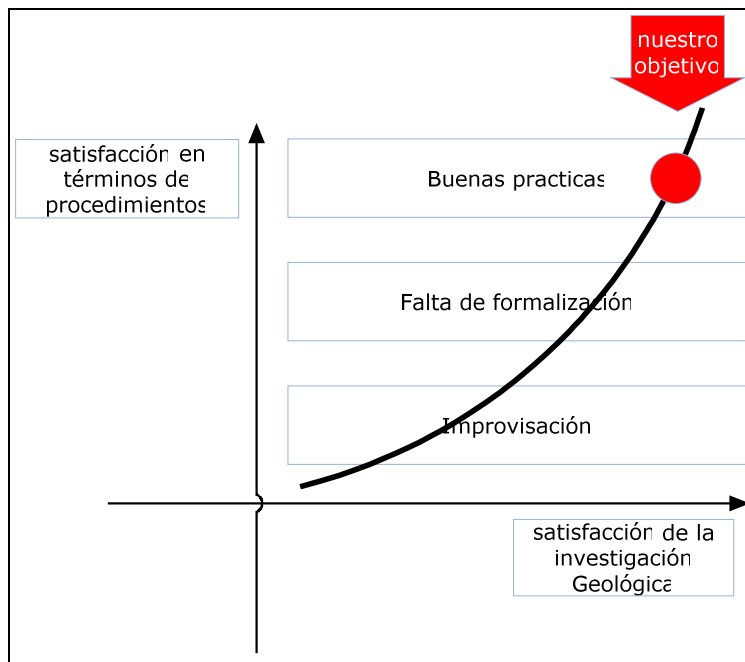 nuestro
objetivo
satisfacción en
términos de
procedimientos
Buenas practicas
Falta de formalización
Improvisación
satisfacción de la
investigación
Geológica